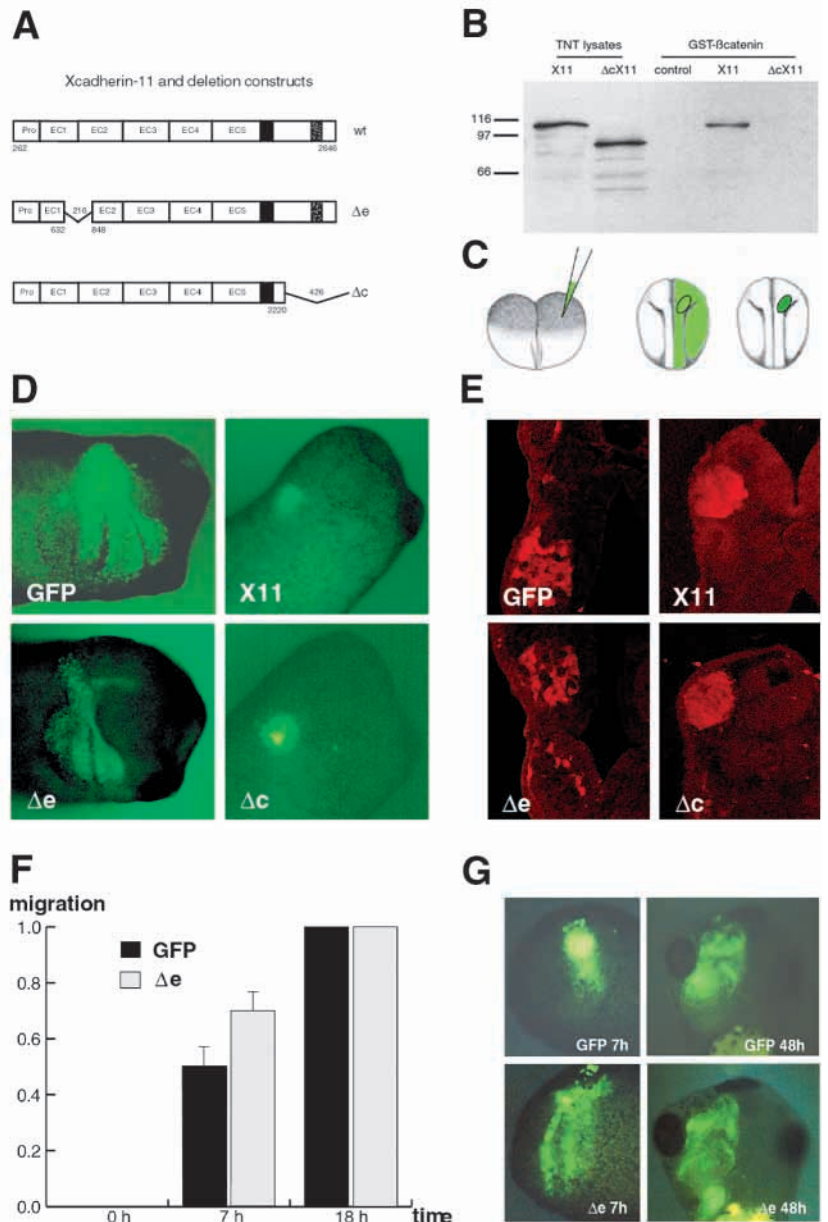 A
Xcadherin-11 and deletion constructs
Pro EC1 EC2 EC3 EC4 EC5 wt
262 2646
Pro EC1 216 EC2 EC3 EC4 EC5 Δe
632 848
Pro EC1 EC2 EC3 EC4 EC5 426 Δc
2220
B
TNT lysates GST-βcatenin
X11 ΔcX11 control X11 ΔcX11
116
97
66
C
D
GFP X11
Δe Δc
E
GFP X11
Δe Δc
F
migration
1.0
0.8
0.6
0.4
0.2
0.0
GFP
Δe
0 h 7 h 18 h time
G
GFP 7h GFP 48h
Δe 7h Δe 48h